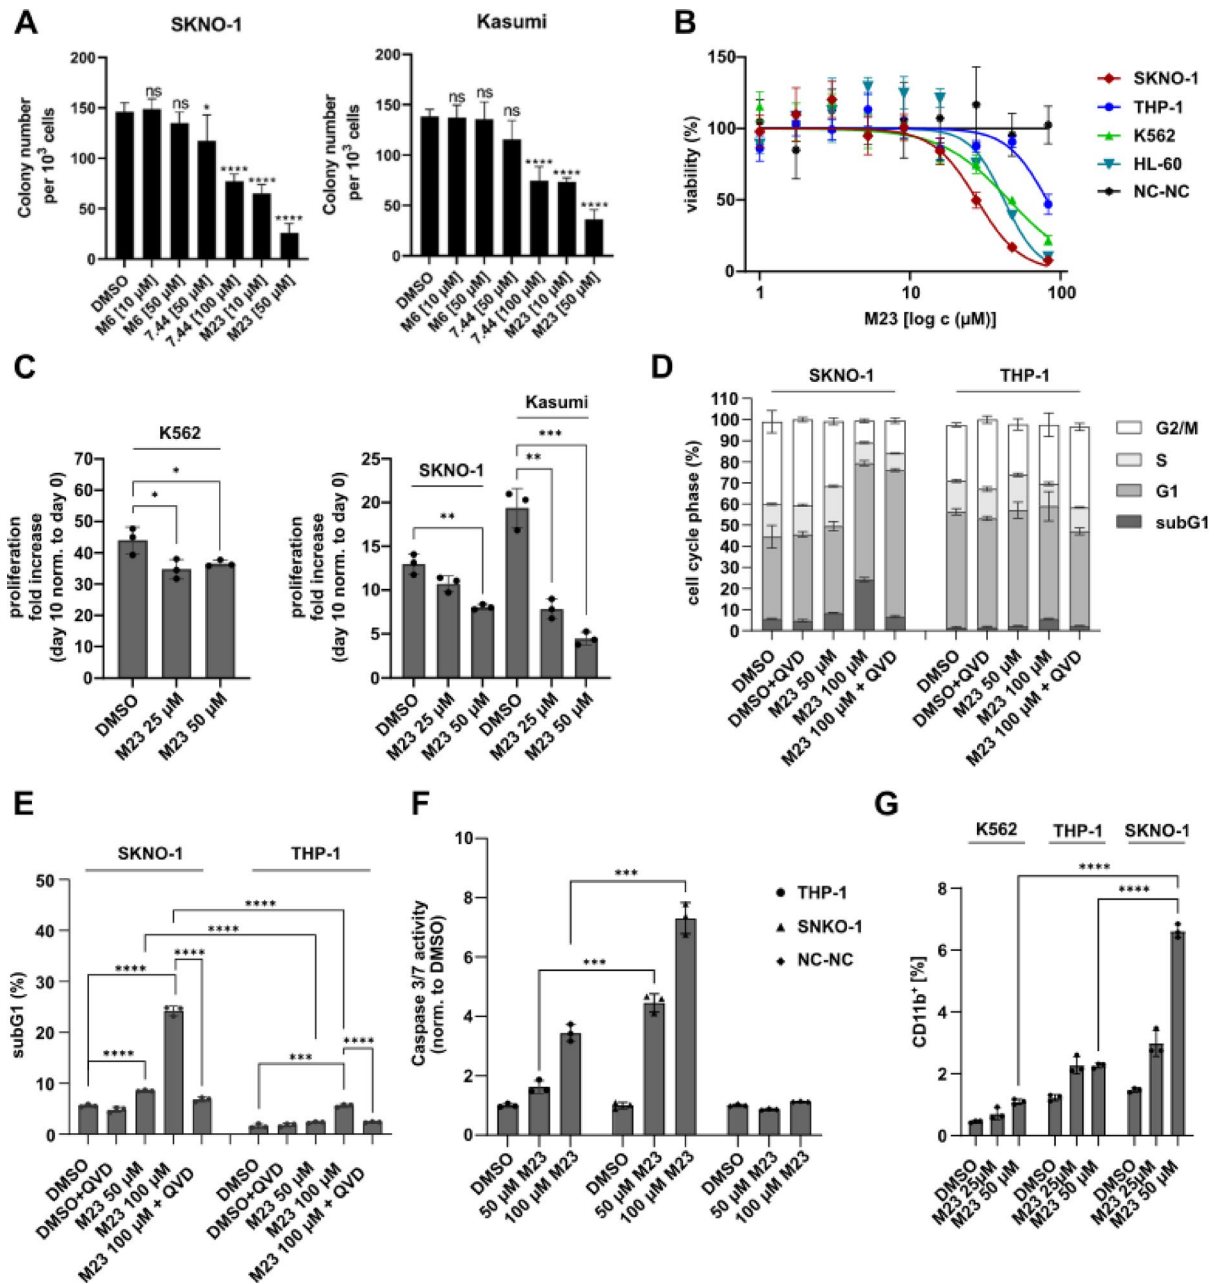 A
SKNO-1
Colony number
per 10³ cells
200
150
100
50
0
ns
ns
*
****
****
****
DMSO
M6 [10 μM]
M6 [50 μM]
7.44 [50 μM]
7.44 [100 μM]
M23 [10 μM]
M23 [50 μM]
Kasumi
Colony number
per 10³ cells
200
150
100
50
0
ns
ns
ns
****
****
****
DMSO
M6 [10 μM]
M6 [50 μM]
7.44 [50 μM]
7.44 [100 μM]
M23 [10 μM]
M23 [50 μM]
B
viability (%)
150
100
50
0
1
10
100
M23 [log c (μM)]
SKNO-1
THP-1
K562
HL-60
NC-NC
C
K562
proliferation
fold increase
(day 10 norm. to day 0)
70
60
50
40
30
20
10
0
*
*
DMSO
M23 25 μM
M23 50 μM
Kasumi
SKNO-1
proliferation
fold increase
(day 10 norm. to day 0)
25
20
15
10
5
0
**
***
**
DMSO
M23 25 μM
M23 50 μM
DMSO
M23 25 μM
M23 50 μM
D
SKNO-1
THP-1
cell cycle phase (%)
110
100
90
80
70
60
50
40
30
20
10
0
DMSO
DMSO+QVD
M23 50 μM
M23 100 μM
M23 100 μM + QVD
DMSO
DMSO+QVD
M23 50 μM
M23 100 μM
M23 100 μM + QVD
G2/M
S
G1
subG1
E
SKNO-1
THP-1
subG1 (%)
50
40
30
20
10
0
****
****
****
****
****
***
****
DMSO
DMSO+QVD
M23 50 μM
M23 100 μM
M23 100 μM + QVD
DMSO
DMSO+QVD
M23 50 μM
M23 100 μM
M23 100 μM + QVD
F
Caspase 3/7 activity
(norm. to DMSO)
10
8
6
4
2
0
***
***
DMSO
50 μM M23
100 μM M23
DMSO
50 μM M23
100 μM M23
DMSO
50 μM M23
100 μM M23
THP-1
SNKO-1
NC-NC
G
K562
THP-1
SKNO-1
CD11b⁺ [%]
8
6
4
2
0
****
****
DMSO
M23 25μM
M23 50 μM
DMSO
M23 25μM
M23 50 μM
DMSO
M23 25μM
M23 50 μM